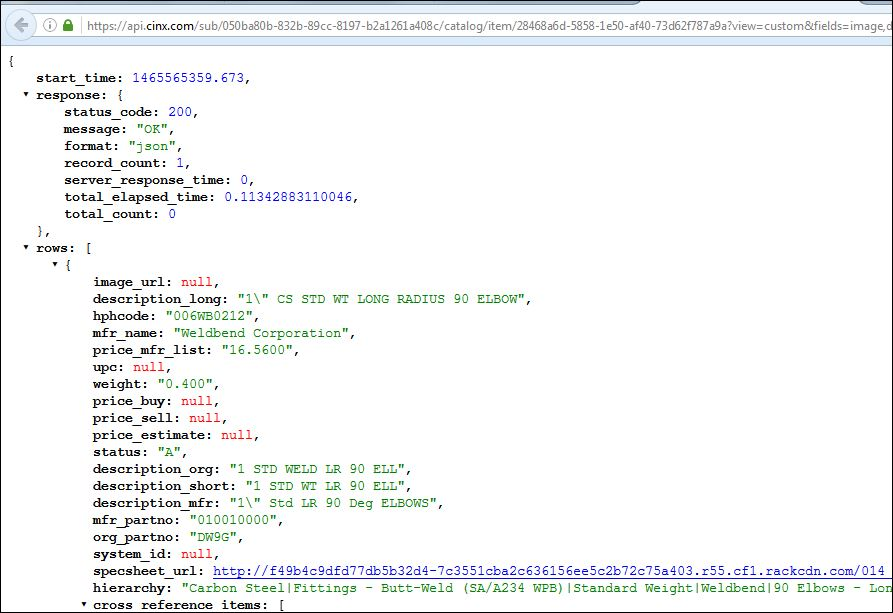 https://api.cinx.com/sub/050ba80b-832b-89cc-8197-b2a1261a408c/catalog/item/28468a6d-5858-1e50-af40-73d62f787a9a?view=custom&fields=image,d
{
start_time: 1465565359.673,
response: {
status_code: 200,
message: "OK",
format: "json",
record_count: 1,
server_response_time: 0,
total_elapsed_time: 0.11342883110046,
total_count: 0
},
rows: [
{
image_url: null,
description_long: "1\" CS STD WT LONG RADIUS 90 ELBOW",
hphcode: "006WB0212",
mfr_name: "Weldbend Corporation",
price_mfr_list: "16.5600",
upc: null,
weight: "0.400",
price_buy: null,
price_sell: null,
price_estimate: null,
status: "A",
description_org: "1 STD WELD LR 90 ELL",
description_short: "1 STD WT LR 90 ELL",
description_mfr: "1\" Std LR 90 Deg ELBOWS",
mfr_partno: "010010000",
org_partno: "DW9G",
system_id: null,
specsheet_url: http://f49b4c9dfd77db5b32d4-7c3551cba2c636156ee5c2b72c75a403.r55.cf1.rackcdn.com/014
hierarchy: "Carbon Steel|Fittings - Butt-Weld (SA/A234 WPB)|Standard Weight|Weldbend|90 Elbows - Lon
cross_reference_items: [